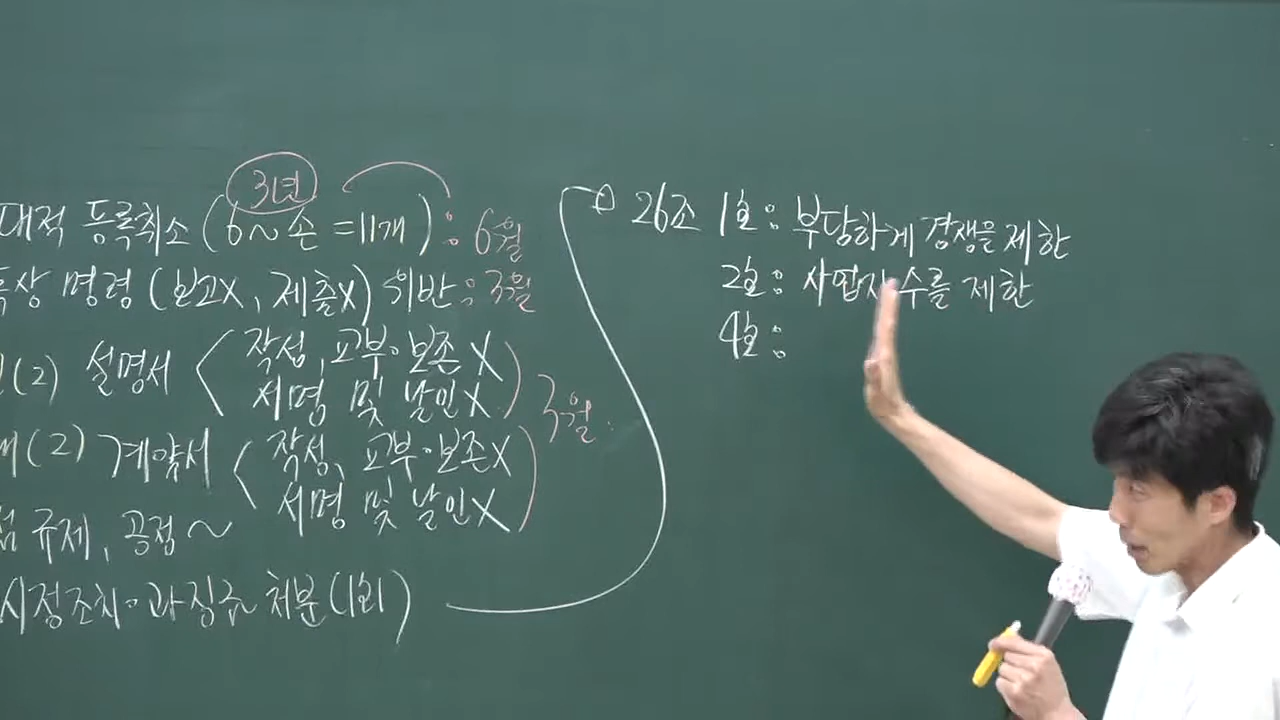 3년
대적 등록취소 (6~손=11개) : 6월
명령 (보고X, 제출X) 위반 : 3월
(2) 설명서 < 작성, 교부·보존 X
서명 및 날인 X ) 3월.
(2) 계약서 < 작성, 교부·보존 X
서명 및 날인 X )
규제, 공정~
시정조치·과징금 처분 (1회)
26조 1호 : 부당하게 경쟁을 제한
2호 : 사업자 수를 제한
4호 :